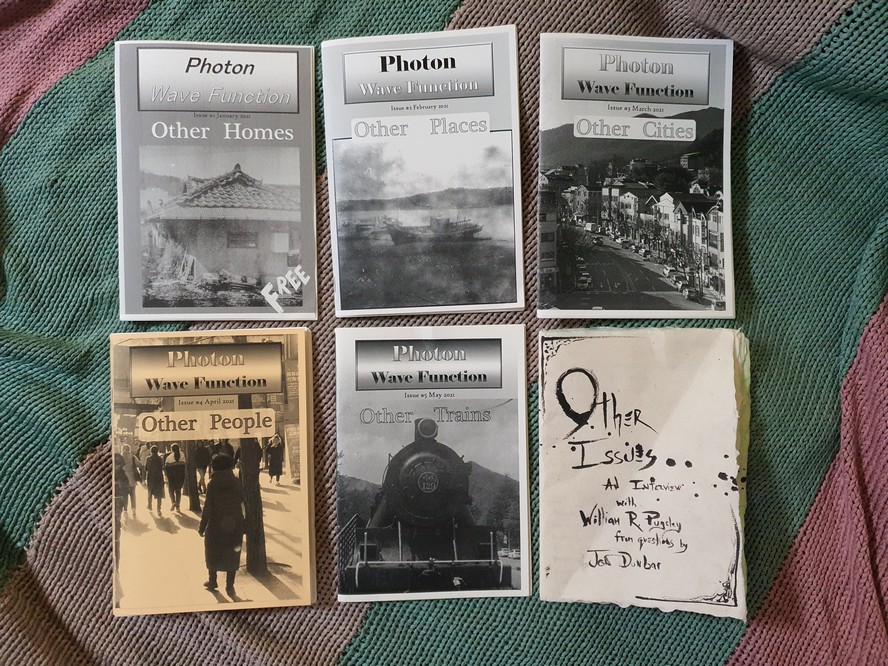 Photon
Wave Function
Issue #1 January 2021
Other Homes
FREE
Photon
Wave Function
Issue #2 February 2021
Other Places
Photon
Wave Function
Issue #3 March 2021
Other Cities
Photon
Wave Function
Issue #4 April 2021
Other People
Photon
Wave Function
Issue #5 May 2021
Other Trains
Other
Issues...
An Interview
with
William R. Pugsley
from questions by
Jeb Dunbar